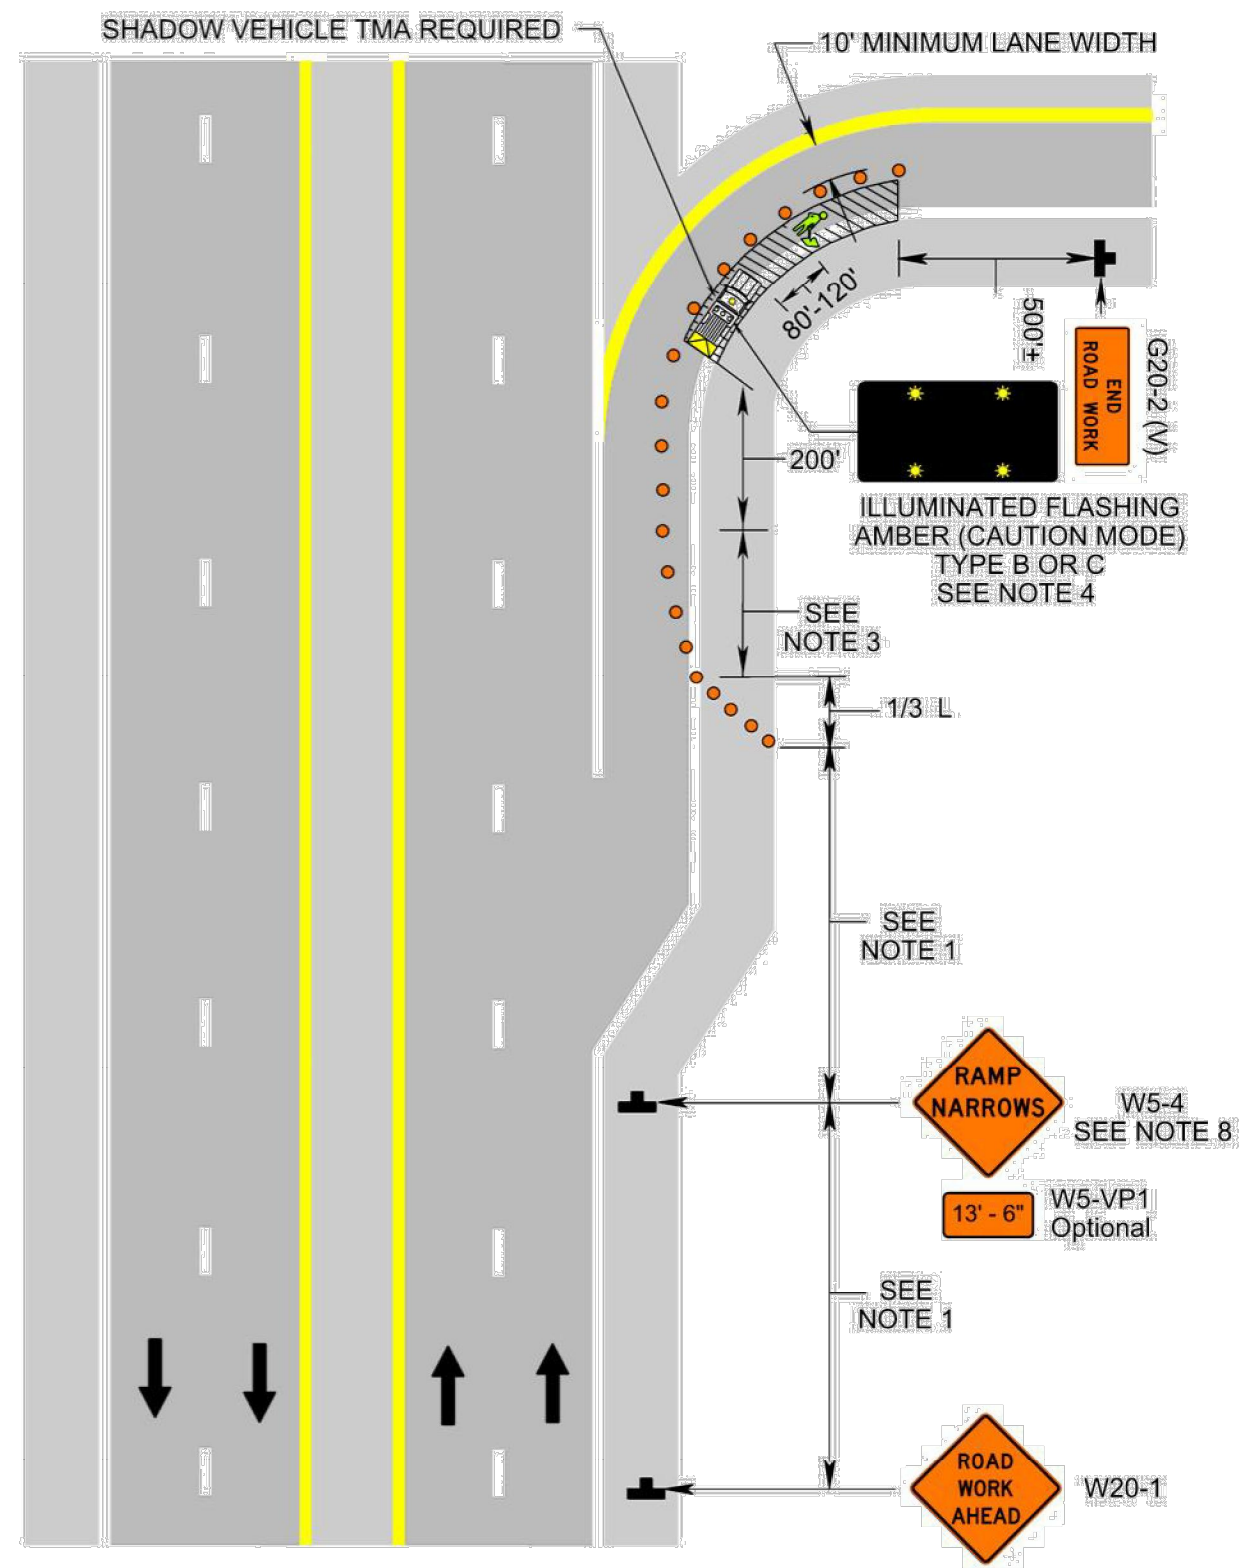 SHADOW VEHICLE TMA REQUIRED
10' MINIMUM LANE WIDTH
80'-120'
500'±
G20-2 (V)
END
ROAD WORK
200'
ILLUMINATED FLASHING
AMBER (CAUTION MODE)
TYPE B OR C
SEE NOTE 4
SEE
NOTE 3
1/3 L
SEE
NOTE 1
RAMP
NARROWS
W5-4
SEE NOTE 8
13' - 6"
W5-VP1
Optional
SEE
NOTE 1
ROAD
WORK
AHEAD
W20-1